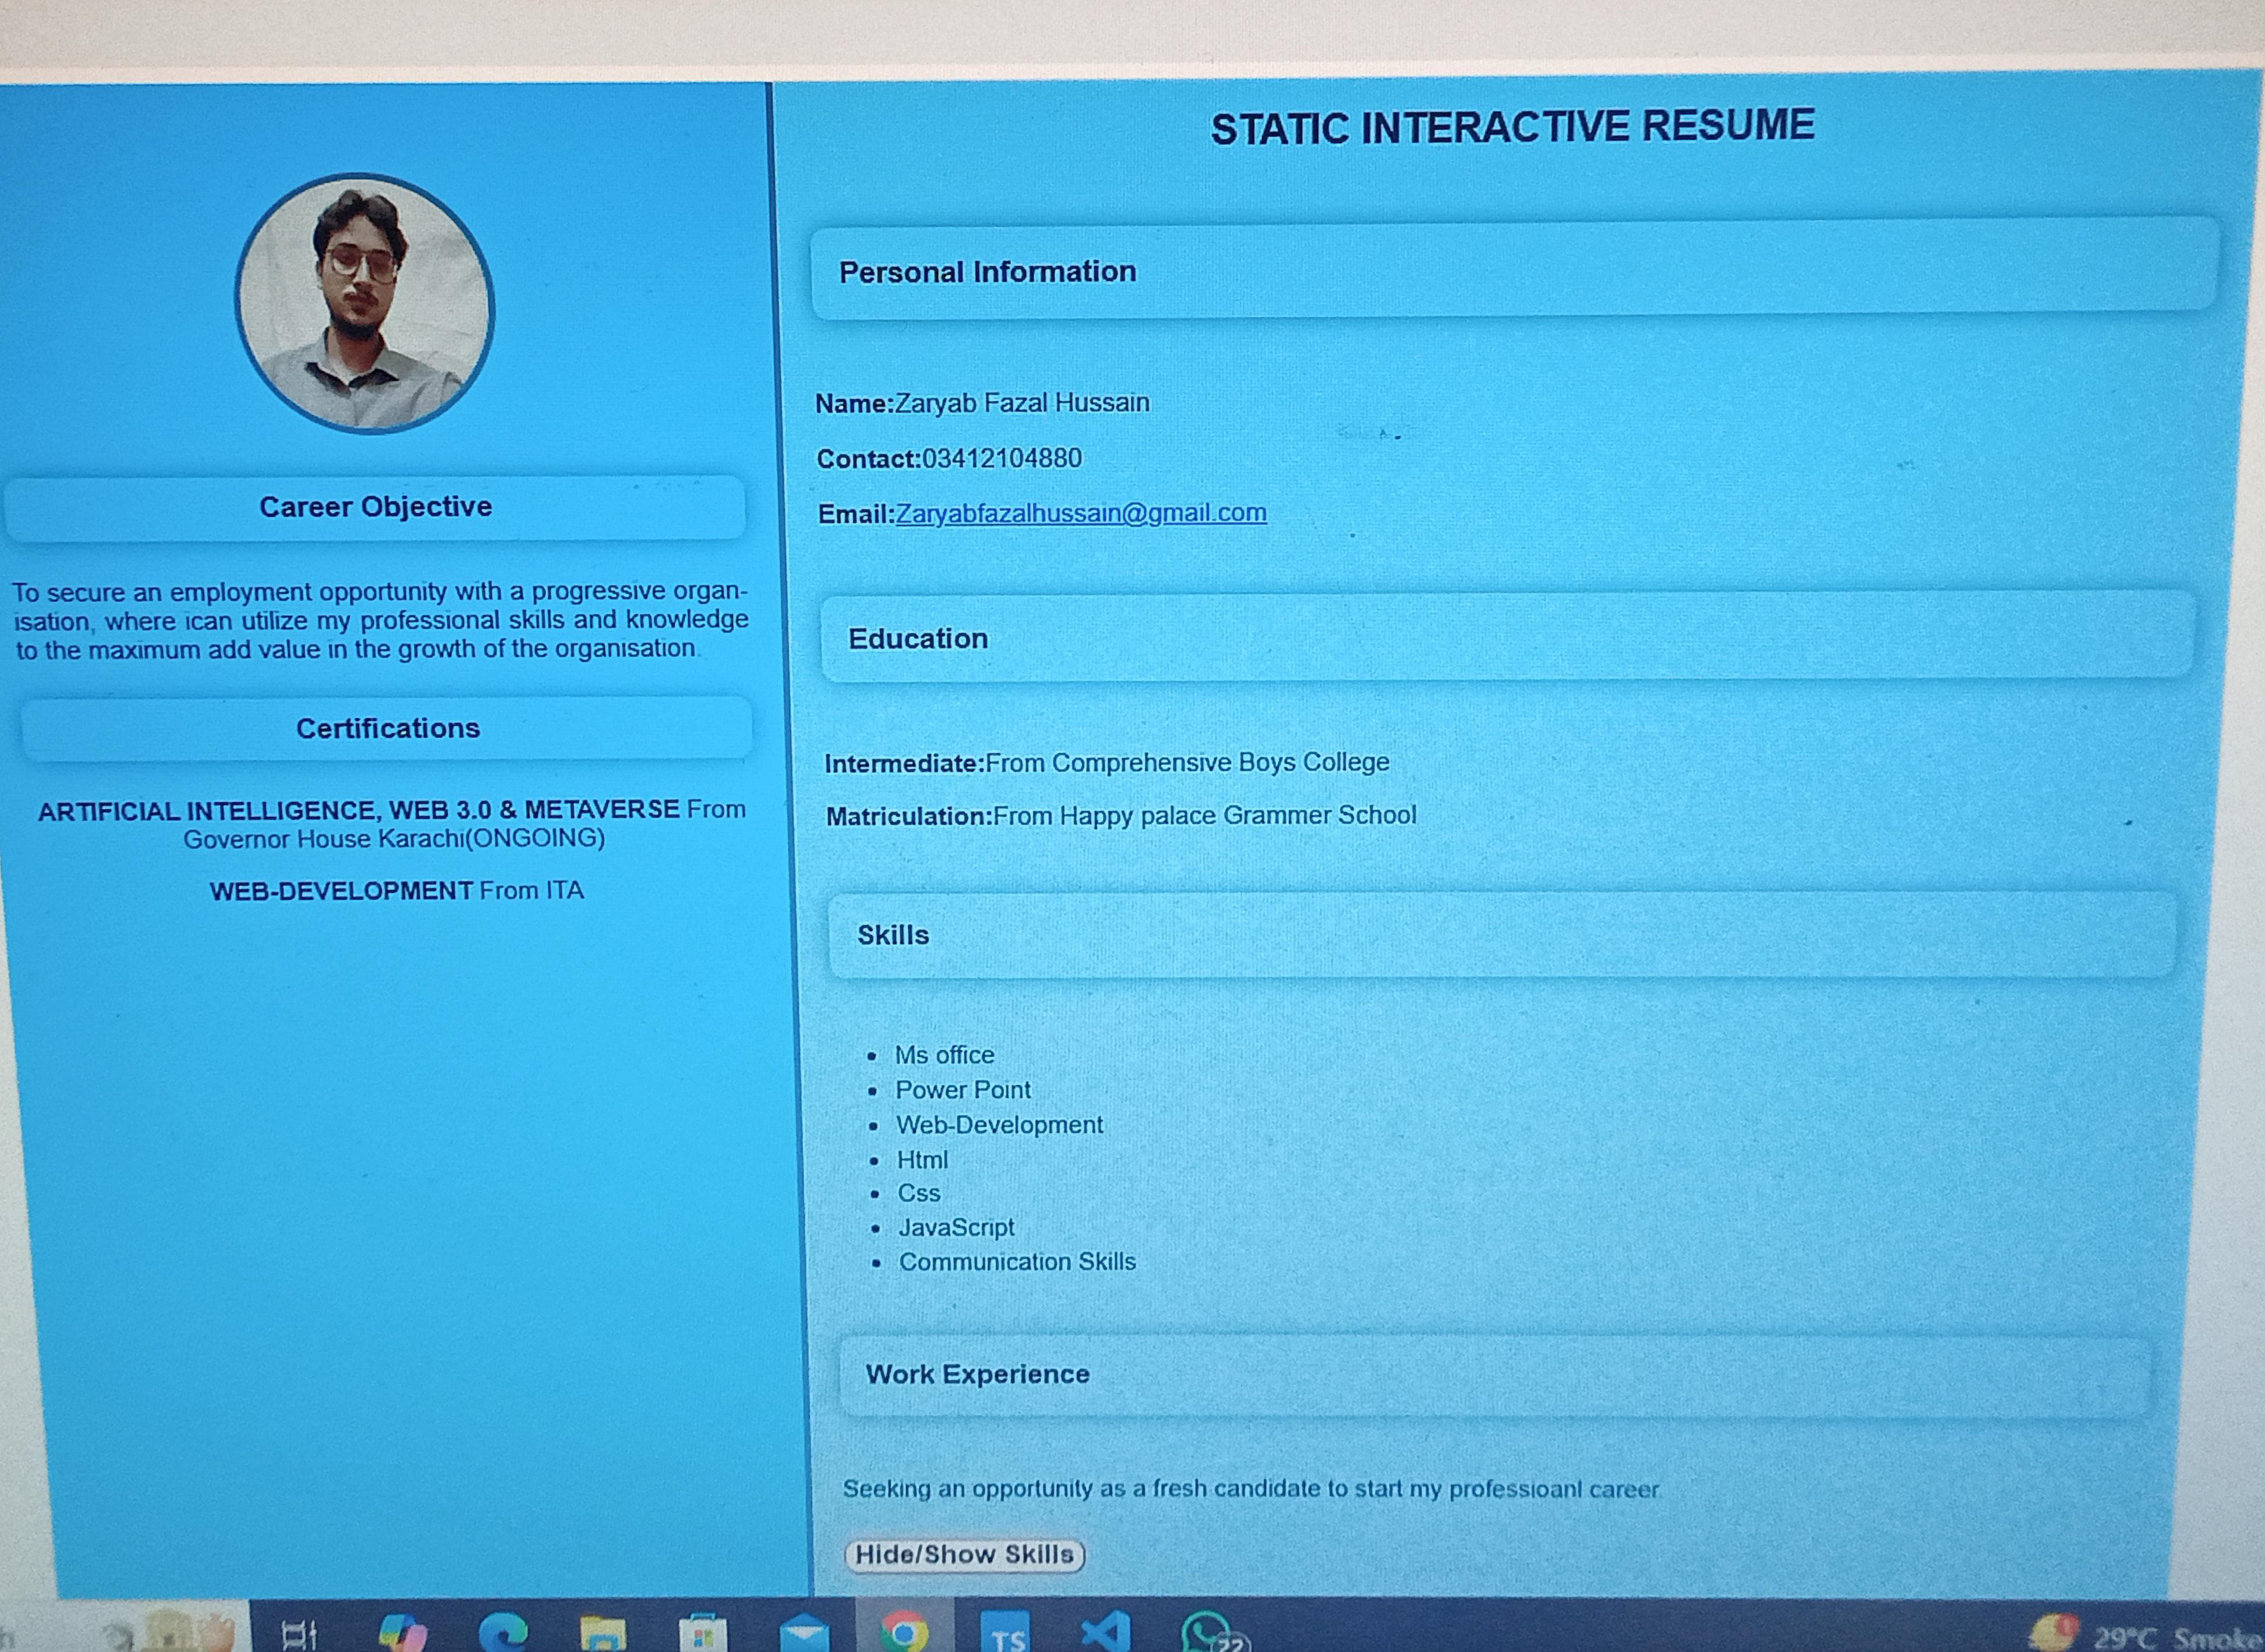 STATIC INTERACTIVE RESUME
Career Objective
To secure an employment opportunity with a progressive organ-
isation, where ican utilize my professional skills and knowledge
to the maximum add value in the growth of the organisation.
Certifications
ARTIFICIAL INTELLIGENCE, WEB 3.0 & METAVERSE From
Governor House Karachi(ONGOING)
WEB-DEVELOPMENT From ITA
Personal Information
Name:Zaryab Fazal Hussain
Contact:03412104880
Email:Zaryabfazalhussain@gmail.com
Education
Intermediate:From Comprehensive Boys College
Matriculation:From Happy palace Grammer School
Skills
• Ms office
• Power Point
• Web-Development
• Html
• Css
• JavaScript
• Communication Skills
Work Experience
Seeking an opportunity as a fresh candidate to start my professioanl career.
Hide/Show Skills
TS
22
29°C